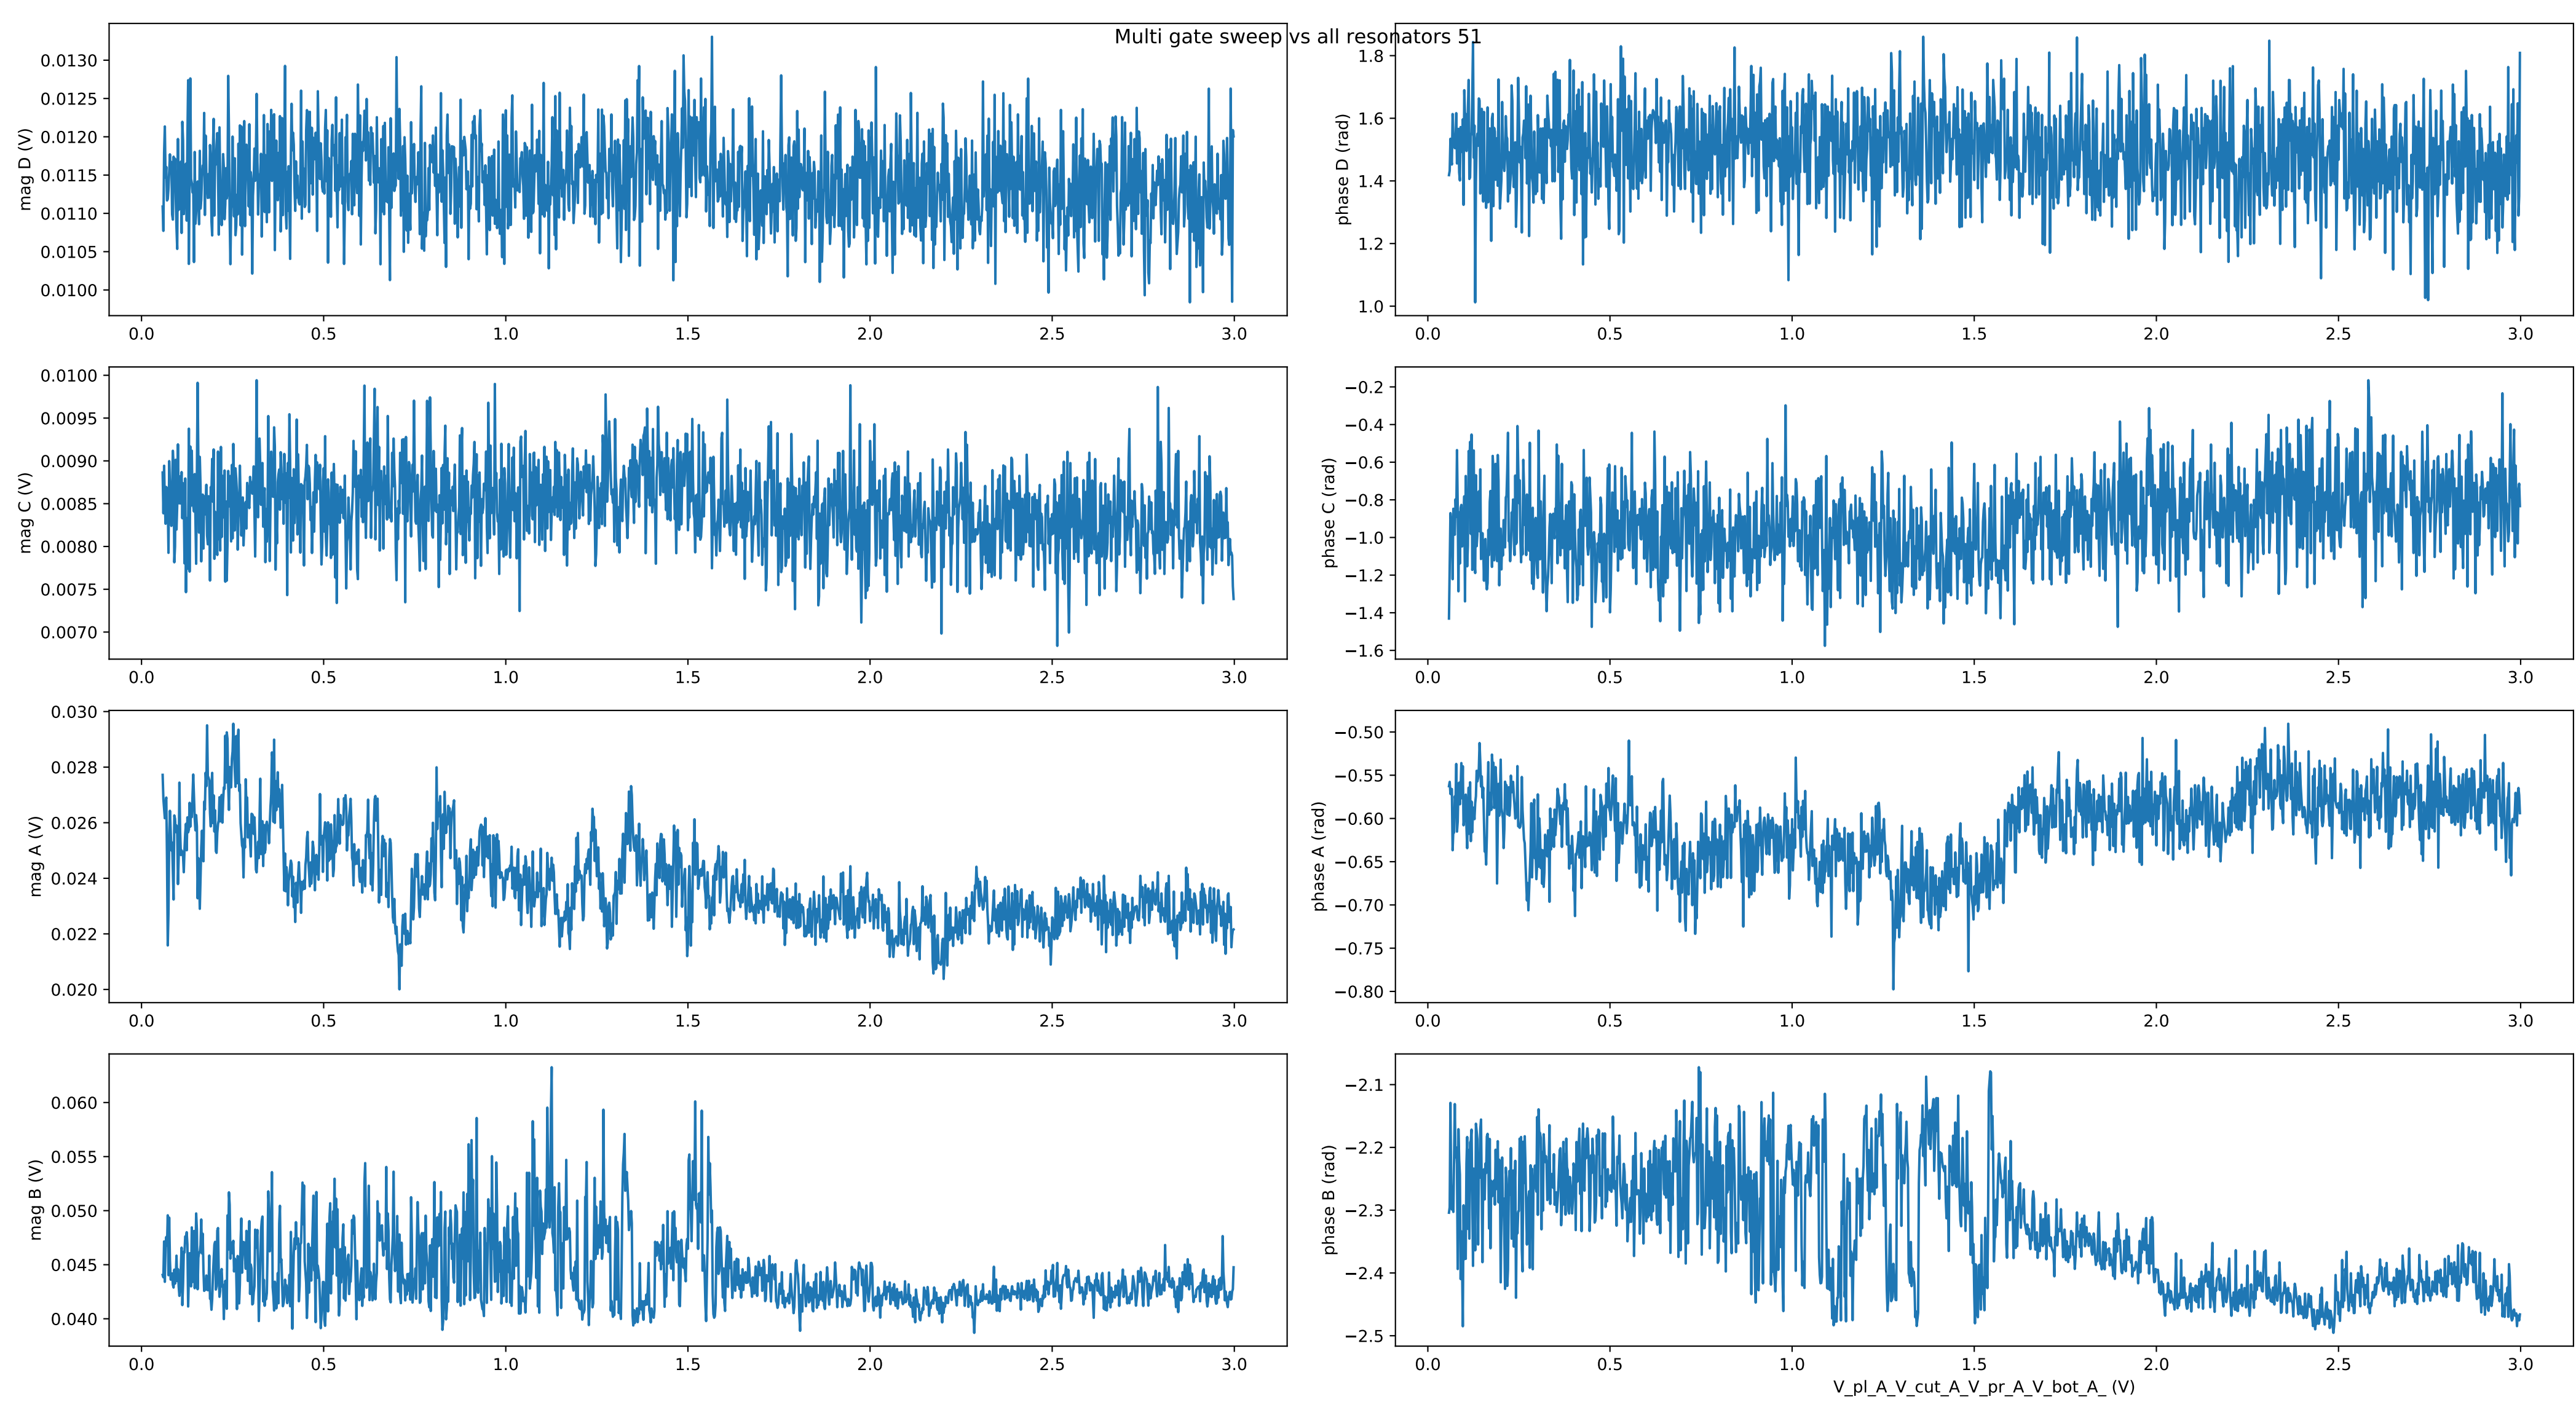 Multi gate sweep vs all resonators 51
mag D (V)
0.0130
0.0125
0.0120
0.0115
0.0110
0.0105
0.0100
0.0 0.5 1.0 1.5 2.0 2.5 3.0
phase D (rad)
1.8
1.6
1.4
1.2
1.0
0.0 0.5 1.0 1.5 2.0 2.5 3.0
mag C (V)
0.0100
0.0095
0.0090
0.0085
0.0080
0.0075
0.0070
0.0 0.5 1.0 1.5 2.0 2.5 3.0
phase C (rad)
−0.2
−0.4
−0.6
−0.8
−1.0
−1.2
−1.4
−1.6
0.0 0.5 1.0 1.5 2.0 2.5 3.0
mag A (V)
0.030
0.028
0.026
0.024
0.022
0.020
0.0 0.5 1.0 1.5 2.0 2.5 3.0
phase A (rad)
−0.50
−0.55
−0.60
−0.65
−0.70
−0.75
−0.80
0.0 0.5 1.0 1.5 2.0 2.5 3.0
mag B (V)
0.060
0.055
0.050
0.045
0.040
0.0 0.5 1.0 1.5 2.0 2.5 3.0
phase B (rad)
−2.1
−2.2
−2.3
−2.4
−2.5
0.0 0.5 1.0 1.5 2.0 2.5 3.0
V_pl_A_V_cut_A_V_pr_A_V_bot_A_ (V)